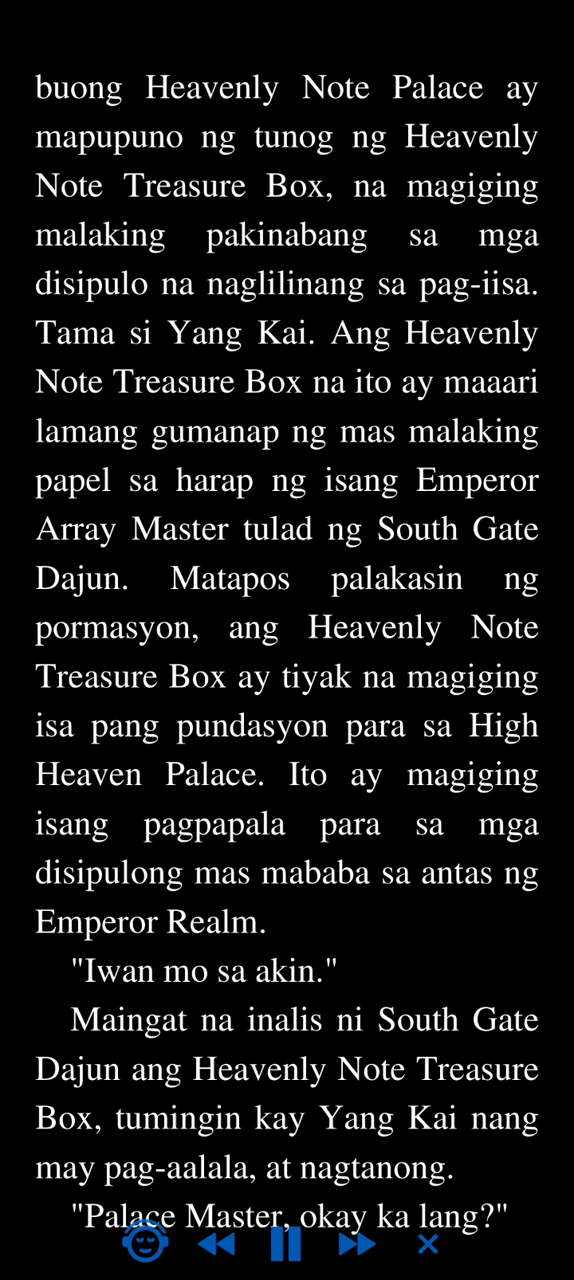 buong Heavenly Note Palace ay
mapupuno ng tunog ng Heavenly
Note Treasure Box, na magiging
malaking pakinabang sa mga
disipulo na naglilinang sa pag-iisa.
Tama si Yang Kai. Ang Heavenly
Note Treasure Box na ito ay maaari
lamang gumanap ng mas malaking
papel sa harap ng isang Emperor
Array Master tulad ng South Gate
Dajun. Matapos palakasin ng
pormasyon, ang Heavenly Note
Treasure Box ay tiyak na magiging
isa pang pundasyon para sa High
Heaven Palace. Ito ay magiging
isang pagpapala para sa mga
disipulong mas mababa sa antas ng
Emperor Realm.
"Iwan mo sa akin."
Maingat na inalis ni South Gate
Dajun ang Heavenly Note Treasure
Box, tumingin kay Yang Kai nang
may pag-aalala, at nagtanong.
"Palace Master, okay ka lang?"